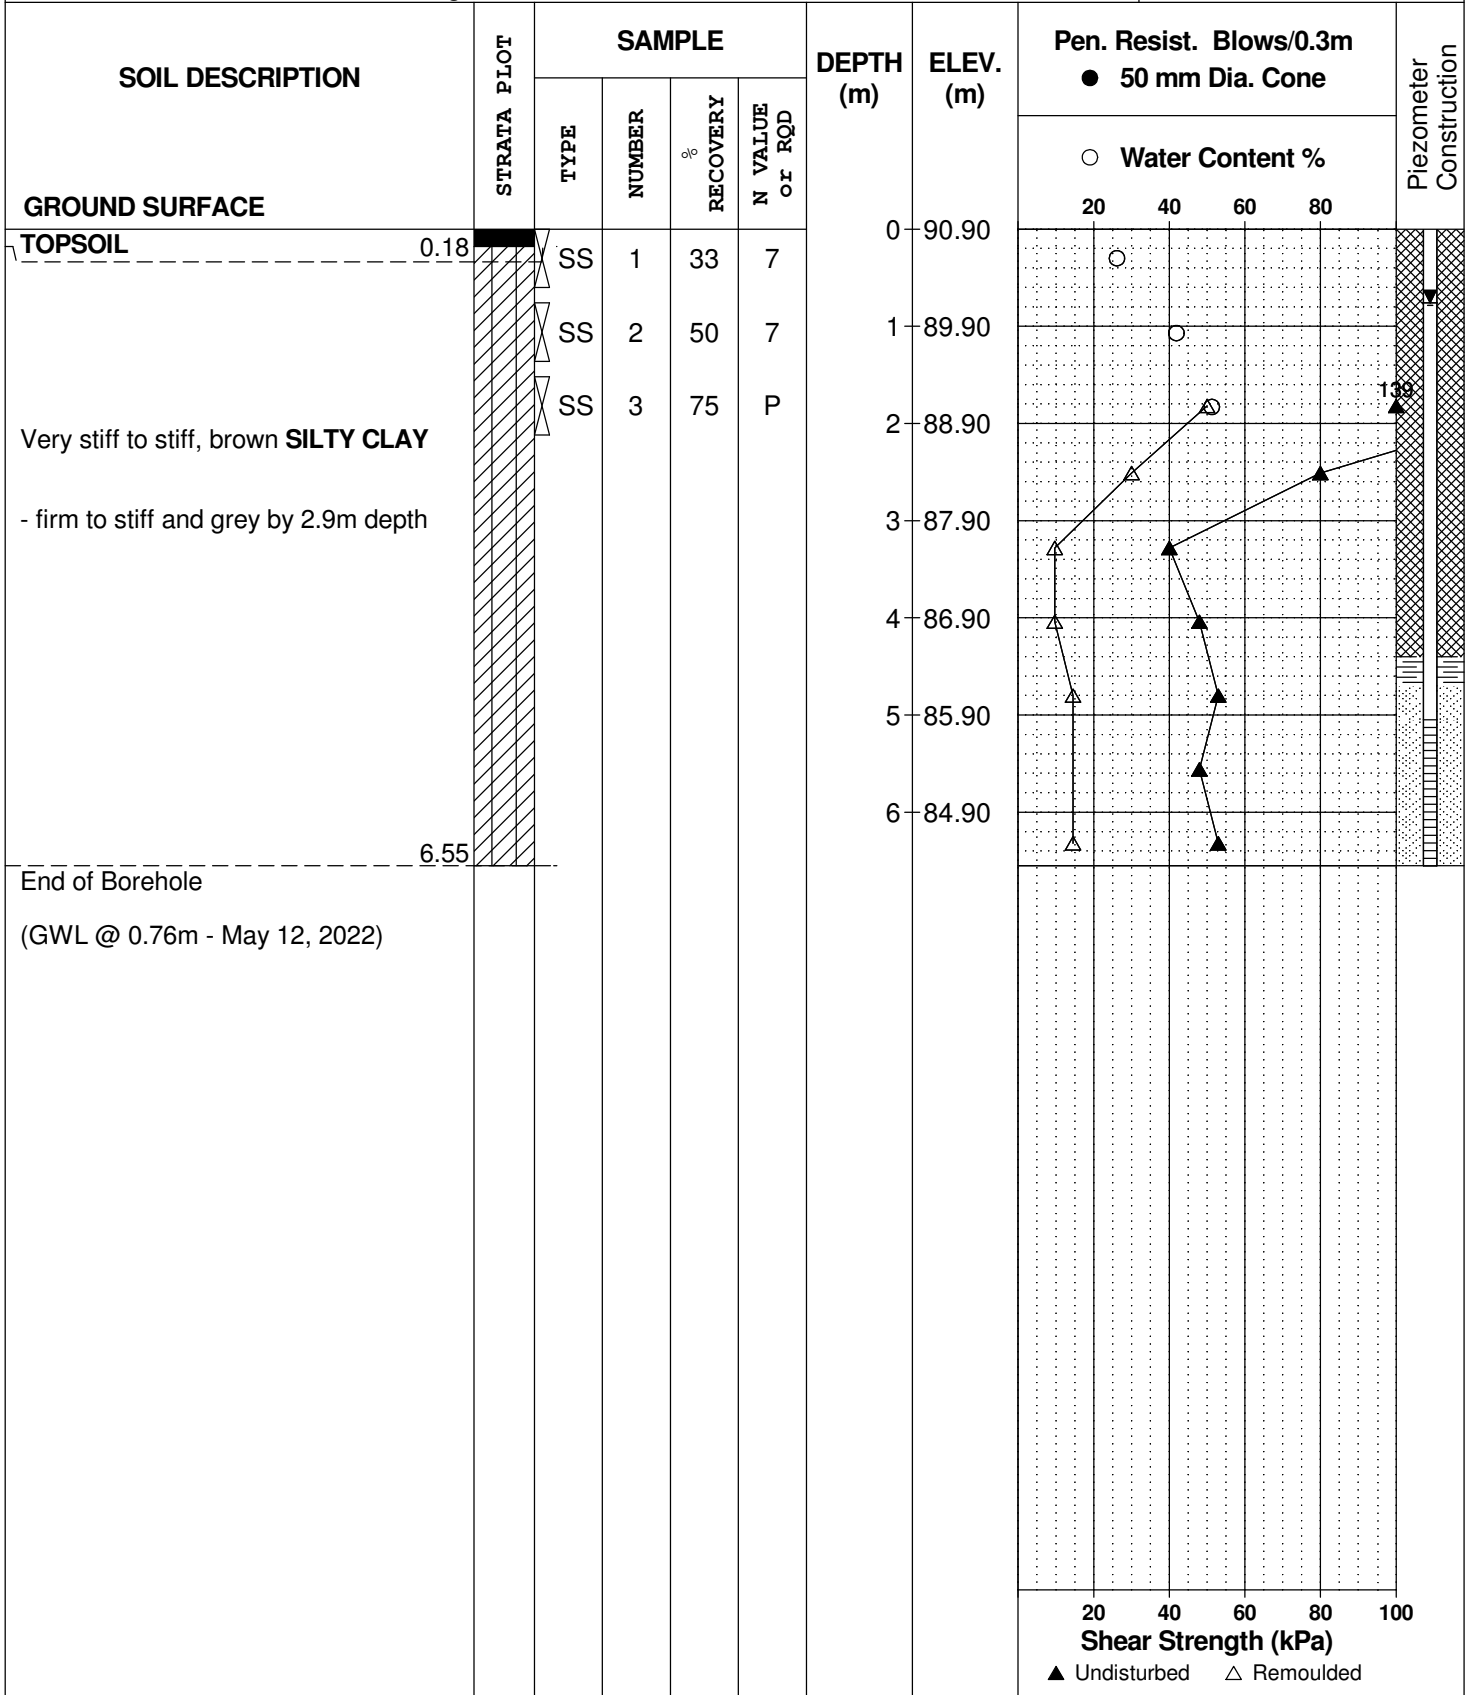 SOIL DESCRIPTION
GROUND SURFACE
STRATA PLOT
SAMPLE
TYPE
NUMBER
%
RECOVERY
N VALUE
or RQD
DEPTH
(m)
ELEV.
(m)
Pen. Resist. Blows/0.3m
● 50 mm Dia. Cone
○ Water Content %
20 40 60 80
Piezometer
Construction
TOPSOIL 0.18
SS 1 33 7
SS 2 50 7
SS 3 75 P
Very stiff to stiff, brown SILTY CLAY
- firm to stiff and grey by 2.9m depth
6.55
End of Borehole
(GWL @ 0.76m - May 12, 2022)
0 90.90
1 89.90
2 88.90
3 87.90
4 86.90
5 85.90
6 84.90
139
20 40 60 80 100
Shear Strength (kPa)
▲ Undisturbed △ Remoulded